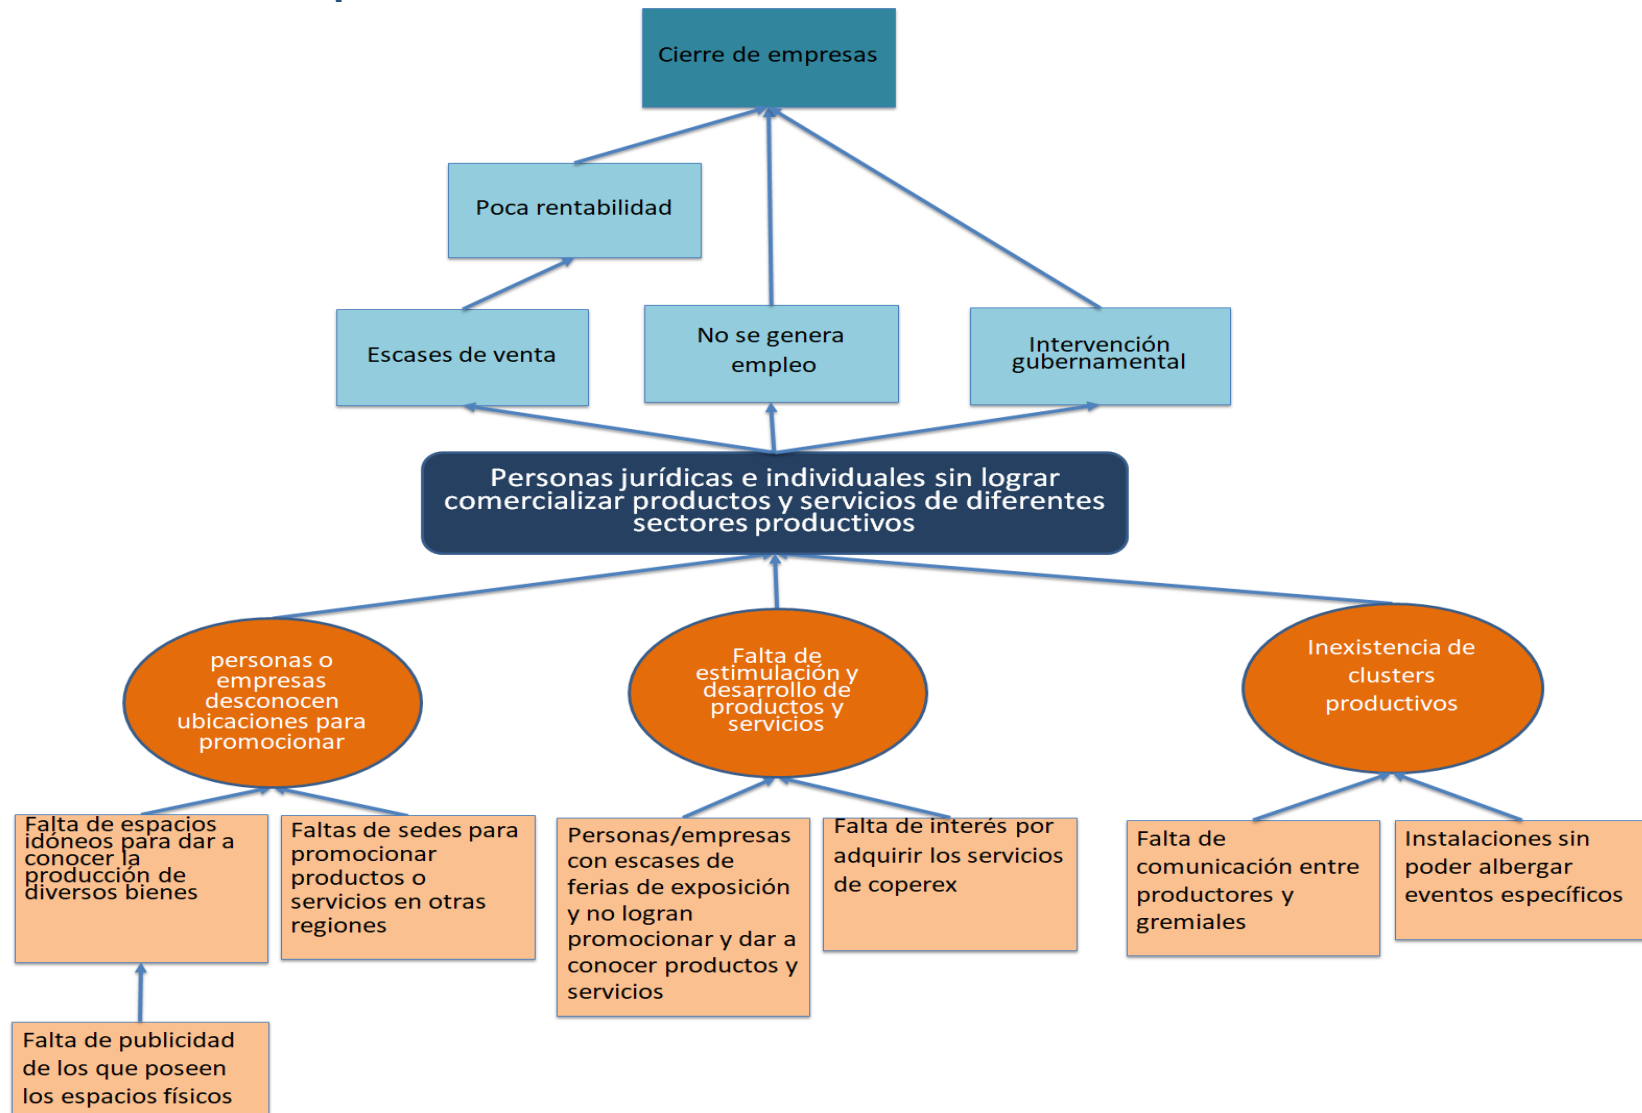 Cierre de empresas
Poca rentabilidad
Escases de venta
No se genera
empleo
Intervención
gubernamental
Personas jurídicas e individuales sin lograr
comercializar productos y servicios de diferentes
sectores productivos
personas o
empresas
desconocen
ubicaciones para
promocionar
Falta de
estimulación y
desarrollo de
productos y
servicios
Inexistencia de
clusters
productivos
Falta de espacios
idóneos para dar a
conocer la
producción de
diversos bienes
Faltas de sedes para
promocionar
productos o
servicios en otras
regiones
Personas/empresas
con escases de
ferias de exposición
y no logran
promocionar y dar a
conocer productos y
servicios
Falta de interés por
adquirir los servicios
de coperex
Falta de
comunicación entre
productores y
gremiales
Instalaciones sin
poder albergar
eventos específicos
Falta de publicidad
de los que poseen
los espacios físicos